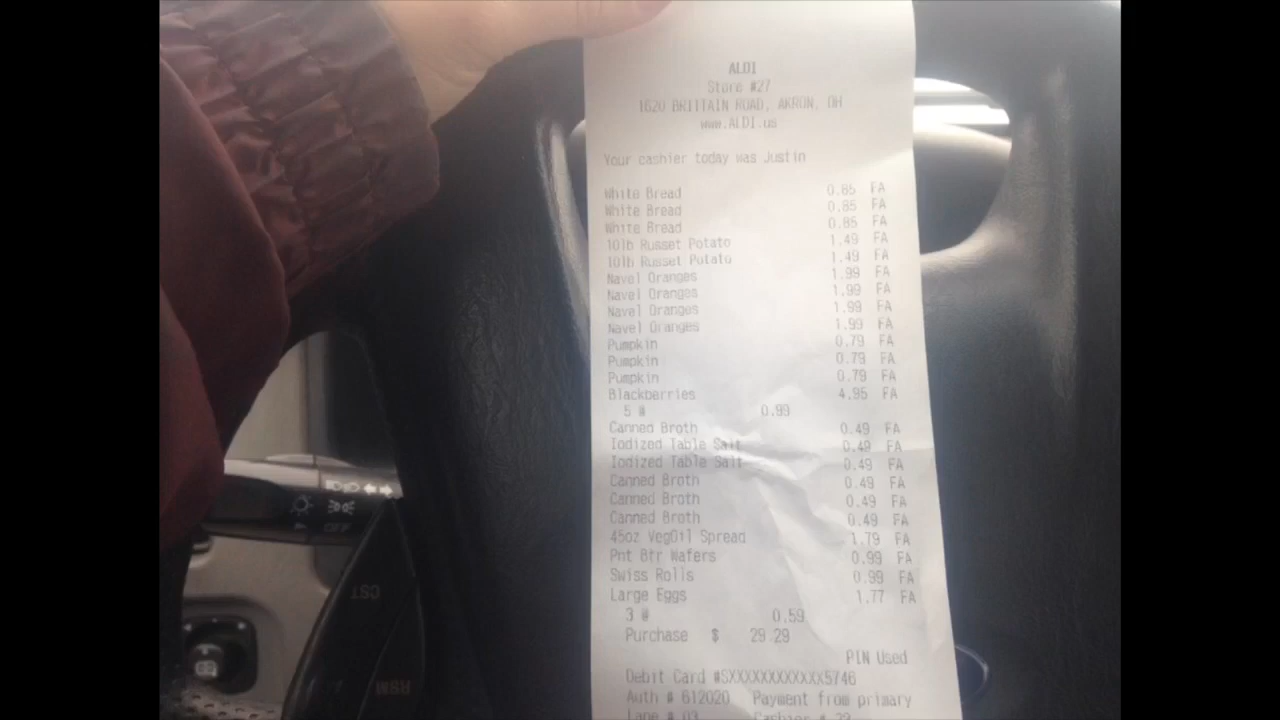 ALDI
Store #27
1620 BRITTAIN ROAD, AKRON, OH
www.ALDI.us
Your cashier today was Justin
White Bread 0.85 FA
White Bread 0.85 FA
White Bread 0.85 FA
10lb Russet Potato 1.49 FA
10lb Russet Potato 1.49 FA
Navel Oranges 1.99 FA
Navel Oranges 1.99 FA
Navel Oranges 1.99 FA
Navel Oranges 1.99 FA
Pumpkin 0.79 FA
Pumpkin 0.79 FA
Pumpkin 0.79 FA
Blackberries 4.95 FA
5 @ 0.99
Canned Broth 0.49 FA
Iodized Table Salt 0.49 FA
Iodized Table Salt 0.49 FA
Canned Broth 0.49 FA
Canned Broth 0.49 FA
Canned Broth 0.49 FA
45oz VegOil Spread 1.79 FA
Pnt Btr Wafers 0.99 FA
Swiss Rolls 0.99 FA
Large Eggs 1.77 FA
3 @ 0.59
Purchase $ 29.29
PIN Used
Debit Card #SXXXXXXXXXXXX5746
Auth # 612020 Payment from primary
Lane # 03 Cashier #
OFF